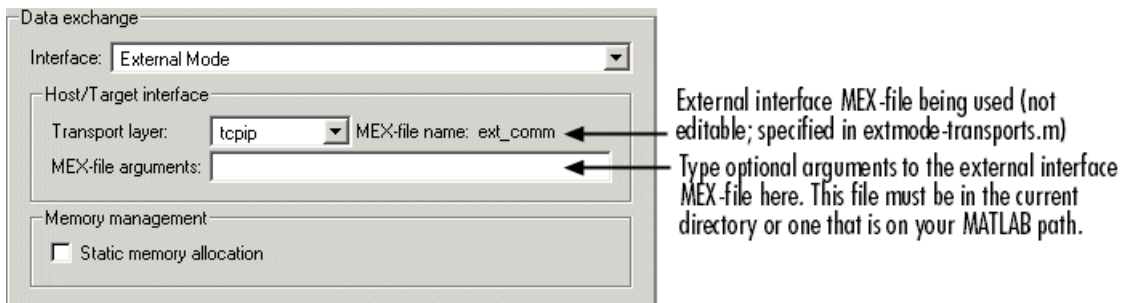 Data exchange
Interface: External Mode
Host/Target interface
Transport layer: tcpip MEX-file name: ext_comm
MEX-file arguments:
Memory management
Static memory allocation
External interface MEX-file being used (not
editable; specified in extmode-transports.m)
Type optional arguments to the external interface
MEX-file here. This file must be in the current
directory or one that is on your MATLAB path.